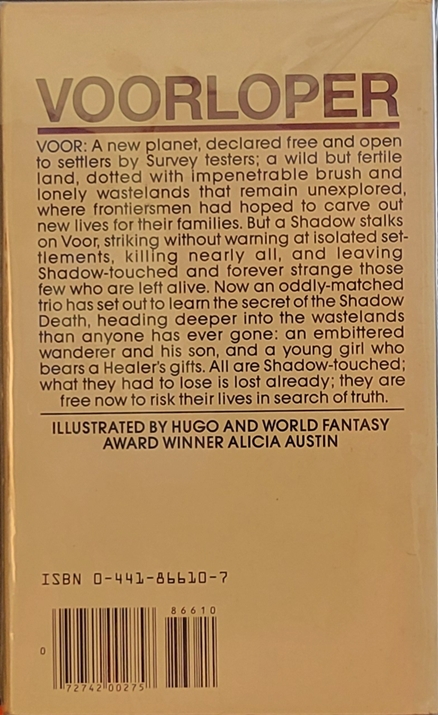 VOORLOPER
VOOR: A new planet, declared free and open
to settlers by Survey testers; a wild but fertile
land, dotted with impenetrable brush and
lonely wastelands that remain unexplored,
where frontiersmen had hoped to carve out
new lives for their families. But a Shadow stalks
on Voor, striking without warning at isolated set-
tlements, killing nearly all, and leaving
Shadow-touched and forever strange those
few who are left alive. Now an oddly-matched
trio has set out to learn the secret of the Shadow
Death, heading deeper into the wastelands
than anyone has ever gone: an embittered
wanderer and his son, and a young girl who
bears a Healer's gifts. All are Shadow-touched;
what they had to lose is lost already; they are
free now to risk their lives in search of truth.
ILLUSTRATED BY HUGO AND WORLD FANTASY
AWARD WINNER ALICIA AUSTIN
ISBN 0-441-86610-7
86610
0
72742 00275